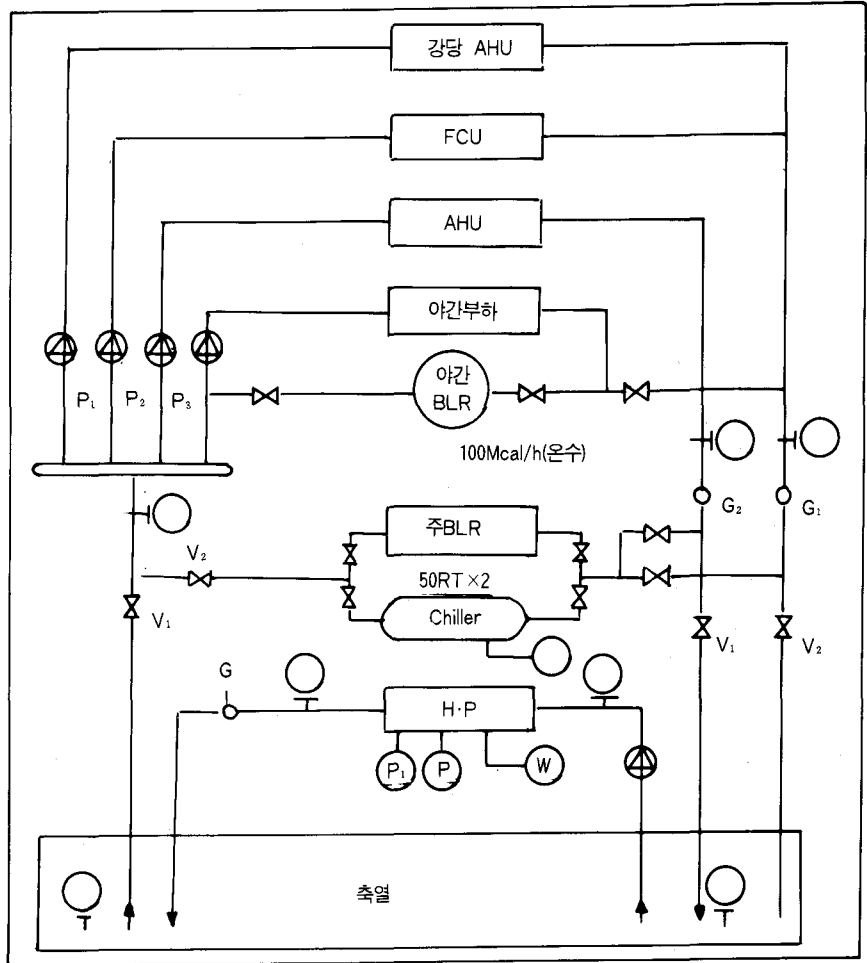 강당 AHU
FCU
AHU
야간부하
P₁ P₂ P₃
야간
BLR
100Mcal/h(온수)
G₂ G₁
주BLR
V₂
50RT×2
Chiller
V₁ V₁ V₂
G
H·P
P₁ P W
축열